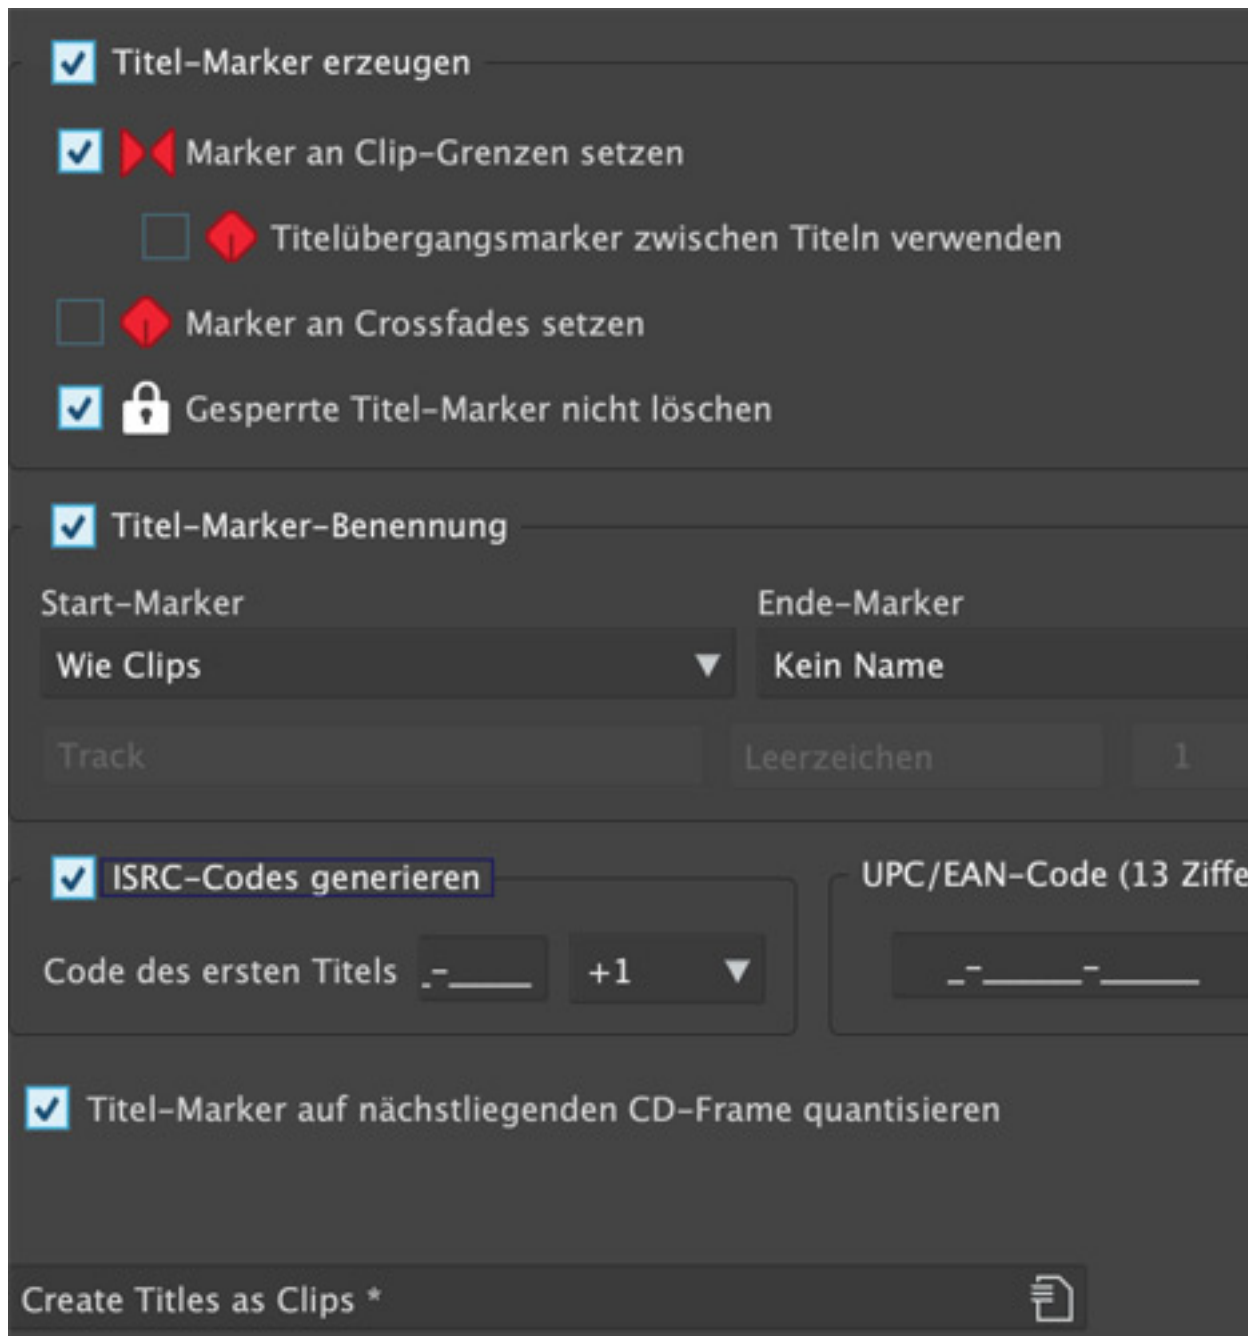 Titel-Marker erzeugen
Marker an Clip-Grenzen setzen
Titelübergangsmarker zwischen Titeln verwenden
Marker an Crossfades setzen
Gesperrte Titel-Marker nicht löschen
Titel-Marker-Benennung
Start-Marker Ende-Marker
Wie Clips Kein Name
Track Leerzeichen 1
ISRC-Codes generieren UPC/EAN-Code (13 Ziffe
Code des ersten Titels _-_____ +1 _-______-______
Titel-Marker auf nächstliegenden CD-Frame quantisieren
Create Titles as Clips *